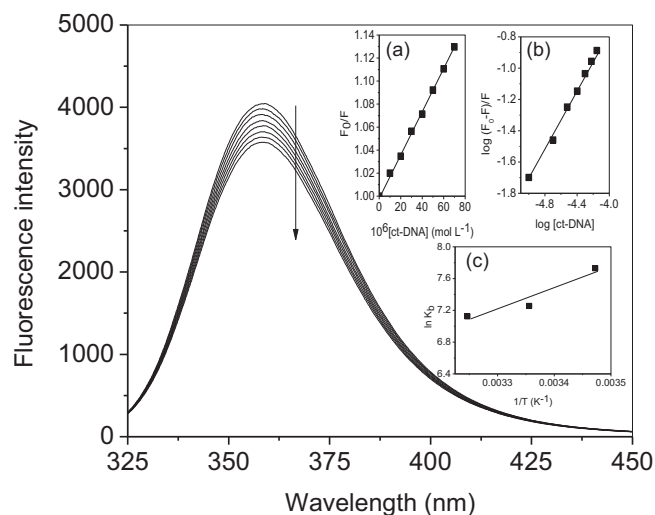 5000
4000
3000
2000
1000
0
325
350
375
400
425
450
Fluorescence intensity
Wavelength (nm)
(a)
1.14
1.12
1.10
1.08
1.06
1.04
1.02
1.00
0 20 40 60 80
F₀/F
10⁶[ct-DNA] (mol L⁻¹)
(b)
-0.8
-1.0
-1.2
-1.4
-1.6
-1.8
-4.8 -4.4 -4.0
log (F₀-F)/F
log [ct-DNA]
(c)
8.0
7.6
7.2
6.8
6.4
0.0033 0.0034 0.0035
ln K_b
1/T (K⁻¹)